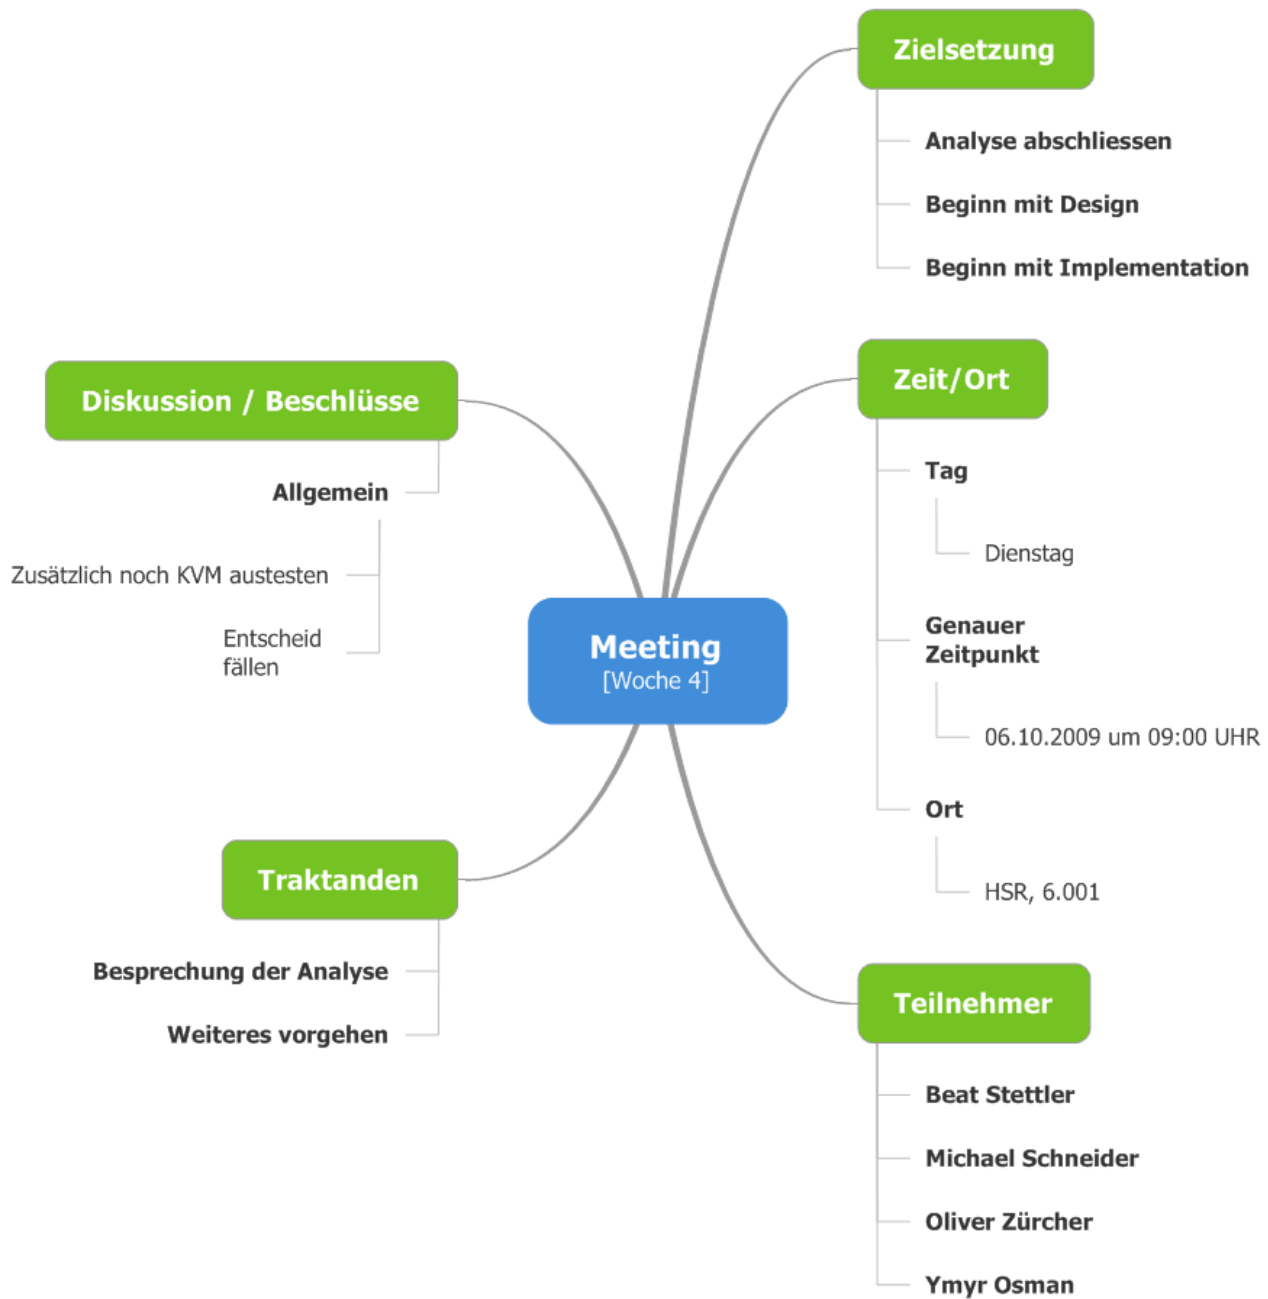 Meeting
[Woche 4]
Zielsetzung
Analyse abschliessen
Beginn mit Design
Beginn mit Implementation
Zeit/Ort
Tag
Dienstag
Genauer
Zeitpunkt
06.10.2009 um 09:00 UHR
Ort
HSR, 6.001
Teilnehmer
Beat Stettler
Michael Schneider
Oliver Zürcher
Ymyr Osman
Diskussion / Beschlüsse
Allgemein
Zusätzlich noch KVM austesten
Entscheid
fällen
Traktanden
Besprechung der Analyse
Weiteres vorgehen